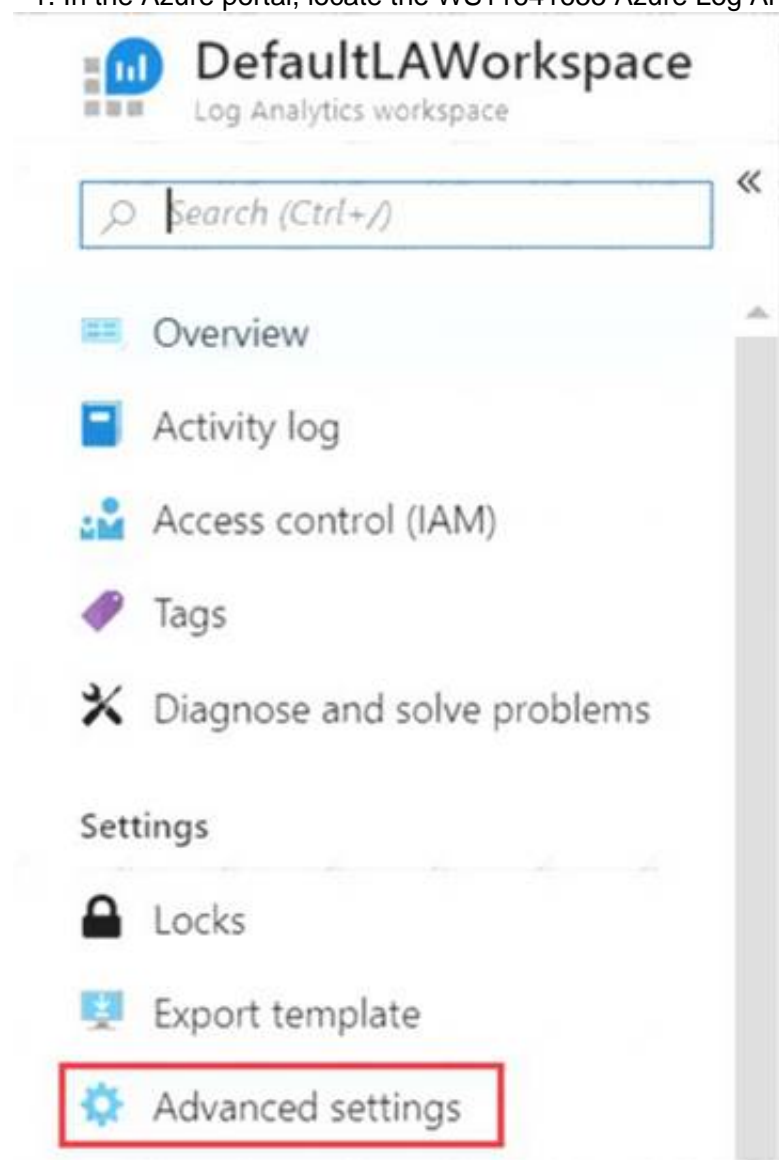 DefaultLAWorkspace
Log Analytics workspace
«
Search (Ctrl+/)
Overview
Activity log
Access control (IAM)
Tags
Diagnose and solve problems
Settings
Locks
Export template
Advanced settings